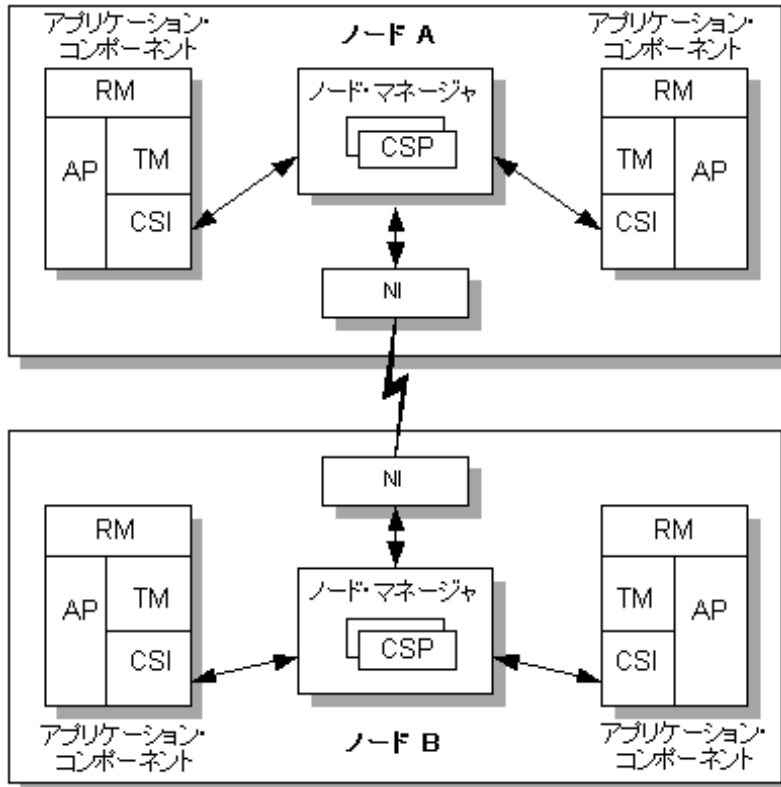 アプリケーション・
コンポーネント
RM
AP
TM
CSI
ノード A
ノード・マネージャ
CSP
NI
アプリケーション・
コンポーネント
RM
TM
AP
CSI
NI
RM
AP
TM
CSI
アプリケーション・
コンポーネント
ノード・マネージャ
CSP
ノード B
RM
TM
AP
CSI
アプリケーション・
コンポーネント